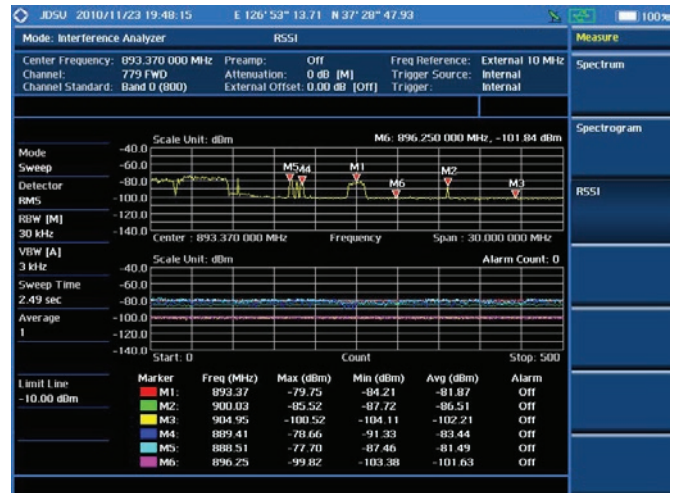 JDSU 2010/11/23 19:48:15 E 126° 53" 13.71 N 37° 28" 47.93 100%
Mode: Interference Analyzer RSSI Measure
Center Frequency: 893.370 000 MHz Preamp: Off Freq Reference: External 10 MHz
Channel: 779 FWD Attenuation: 0 dB [M] Trigger Source: Internal
Channel Standard: Band 0 (800) External Offset: 0.00 dB [Off] Trigger: Internal
Spectrum
Spectrogram
RSSI
Mode
Sweep
Detector
RMS
RBW [M]
30 kHz
VBW [A]
3 kHz
Sweep Time
2.49 sec
Average
1
Limit Line
-10.00 dBm
Scale Unit: dBm M6: 896.250 000 MHz, -101.84 dBm
-40.0
-60.0
-80.0
-100.0
-120.0
-140.0
M5 M4 M1 M6 M2 M3
Center : 893.370 000 MHz Frequency Span : 30.000 000 MHz
Scale Unit: dBm Alarm Count: 0
-40.0
-60.0
-80.0
-100.0
-120.0
-140.0
Start: 0 Count Stop: 500
Marker Freq (MHz) Max (dBm) Min (dBm) Avg (dBm) Alarm
M1: 893.37 -79.75 -84.21 -81.87 Off
M2: 900.03 -85.52 -87.72 -86.51 Off
M3: 904.95 -100.52 -104.11 -102.21 Off
M4: 889.41 -78.66 -91.33 -83.44 Off
M5: 888.51 -77.70 -87.46 -81.49 Off
M6: 896.25 -99.82 -103.38 -101.63 Off